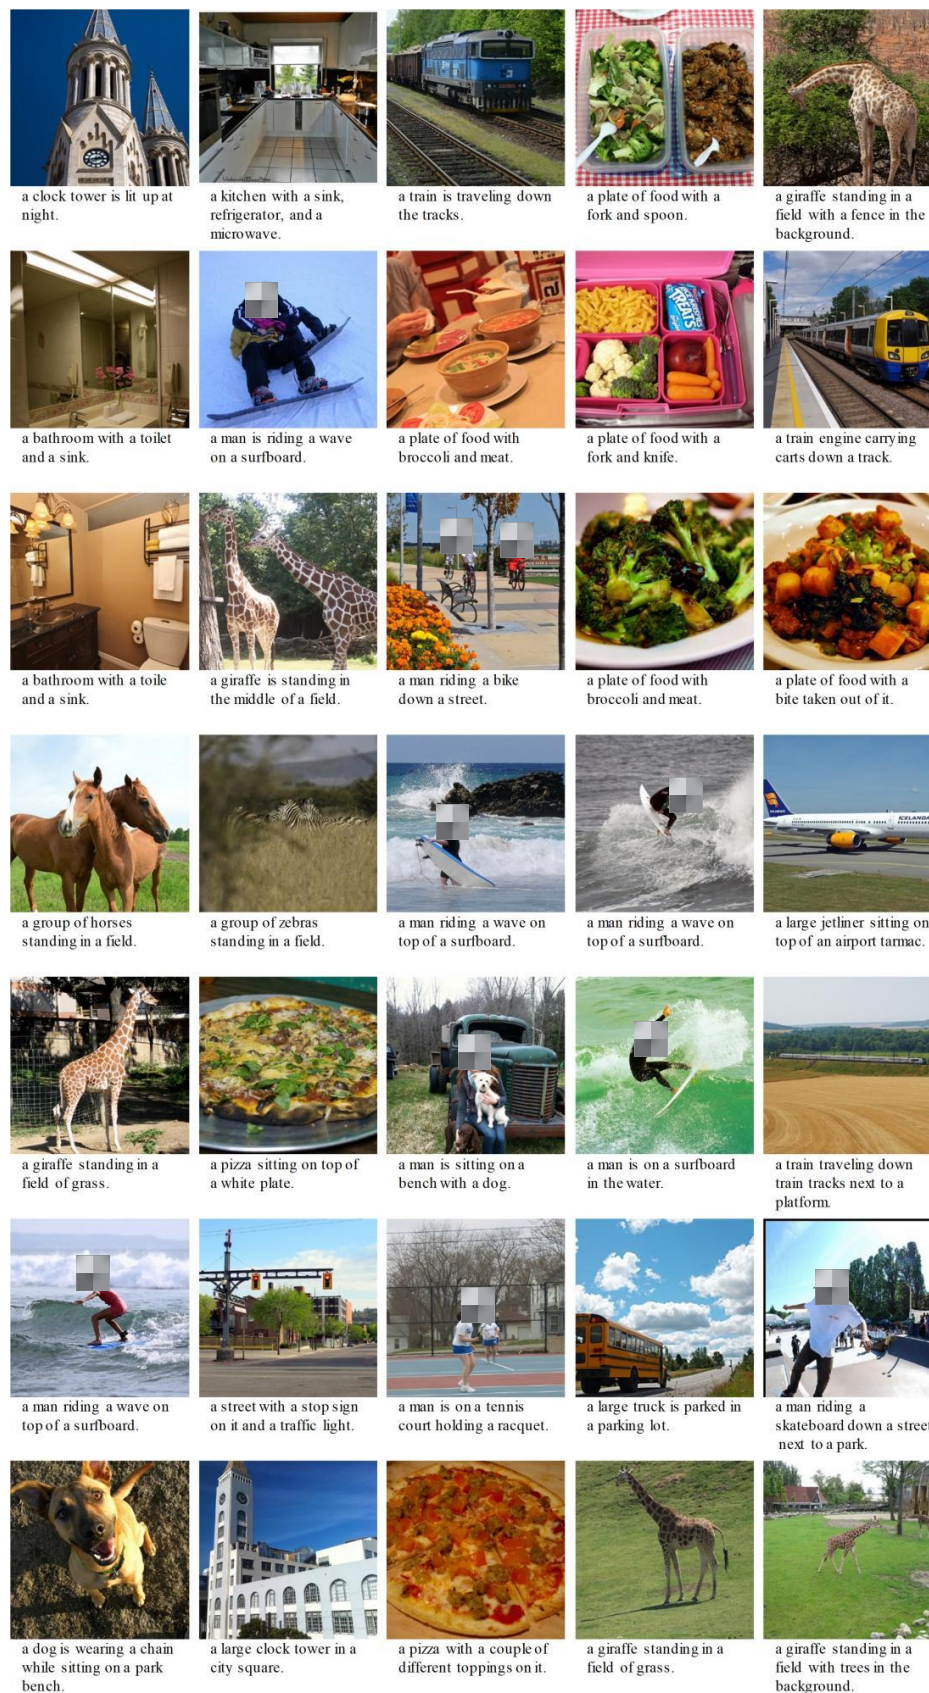 a clock tower is lit up at
night.
a kitchen with a sink,
refrigerator, and a
microwave.
a train is traveling down
the tracks.
a plate of food with a
fork and spoon.
a giraffe standing in a
field with a fence in the
background.
TREATS
a bathroom with a toilet
and a sink.
a man is riding a wave
on a surfboard.
a plate of food with
broccoli and meat.
a plate of food with a
fork and knife.
a train engine carrying
carts down a track.
a bathroom with a toile
and a sink.
a giraffe is standing in
the middle of a field.
a man riding a bike
down a street.
a plate of food with
broccoli and meat.
a plate of food with a
bite taken out of it.
ICELANDA
a group of horses
standing in a field.
a group of zebras
standing in a field.
a man riding a wave on
top of a surfboard.
a man riding a wave on
top of a surfboard.
a large jetliner sitting on
top of an airport tarmac.
a giraffe standing in a
field of grass.
a pizza sitting on top of
a white plate.
a man is sitting on a
bench with a dog.
a man is on a surfboard
in the water.
a train traveling down
train tracks next to a
platform.
a man riding a wave on
top of a surfboard.
a street with a stop sign
on it and a traffic light.
a man is on a tennis
court holding a racquet.
a large truck is parked in
a parking lot.
a man riding a
skateboard down a street
next to a park.
a dog is wearing a chain
while sitting on a park
bench.
a large clock tower in a
city square.
a pizza with a couple of
different toppings on it.
a giraffe standing in a
field of grass.
a giraffe standing in a
field with trees in the
background.